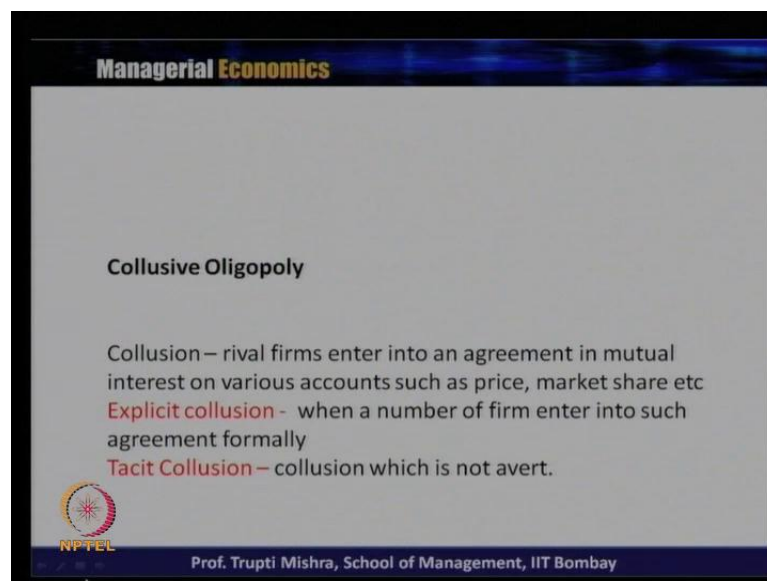 Managerial Economics
Collusive Oligopoly
Collusion – rival firms enter into an agreement in mutual
interest on various accounts such as price, market share etc
Explicit collusion - when a number of firm enter into such
agreement formally
Tacit Collusion – collusion which is not avert.
NPTEL
Prof. Trupti Mishra, School of Management, IIT Bombay